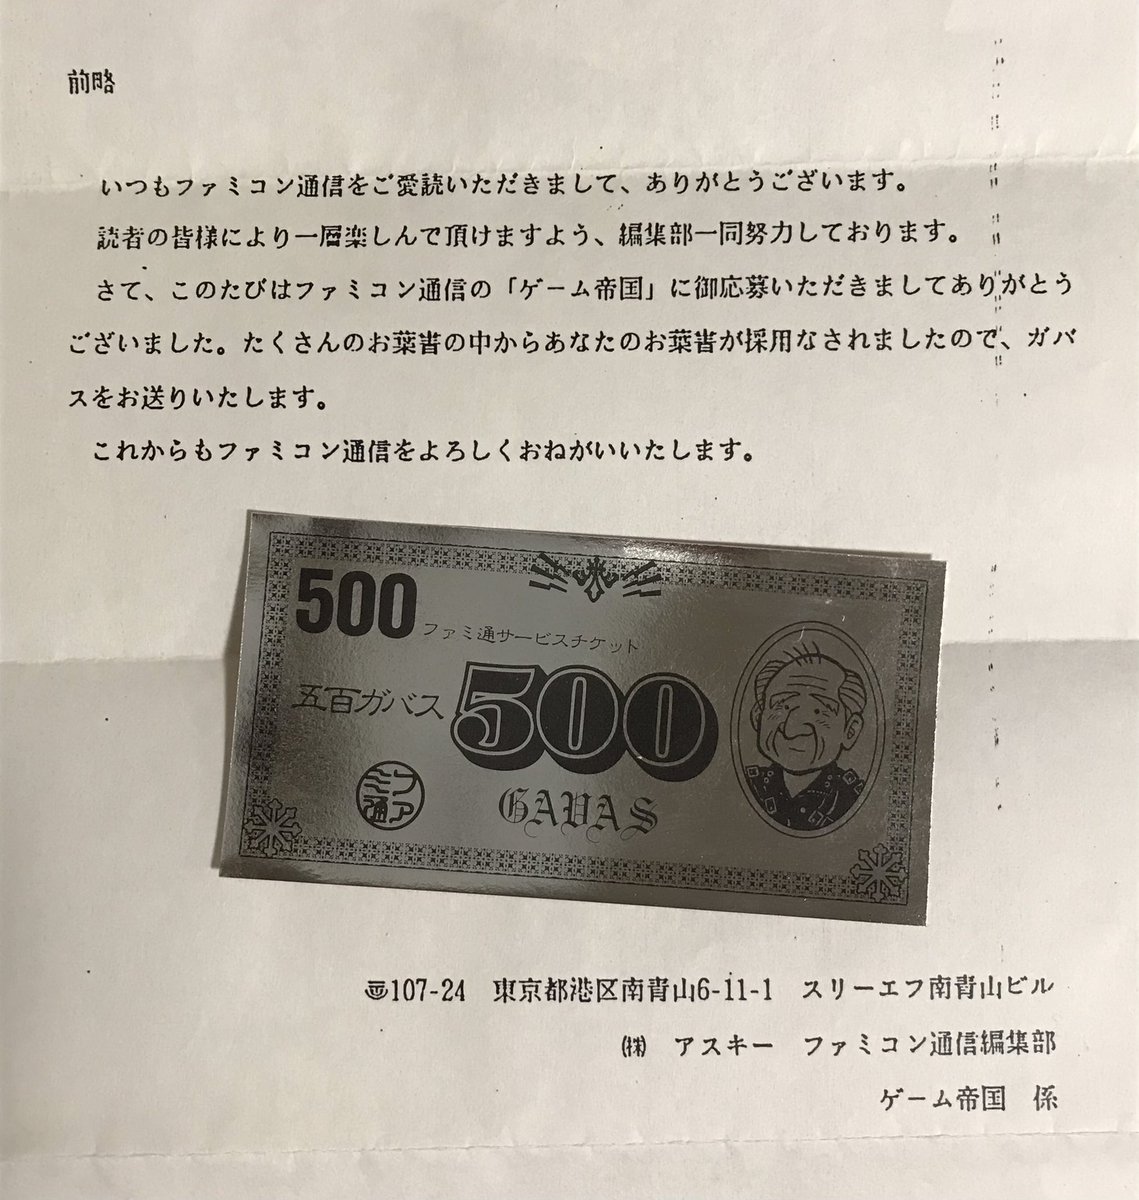 前略
いつもファミコン通信をご愛読いただきまして、ありがとうございます。
読者の皆様により一層楽しんで頂けますよう、編集部一同努力しております。
さて、このたびはファミコン通信の「ゲーム帝国」に御応募いただきましてありがとう
ございました。たくさんのお葉書の中からあなたのお葉書が採用なされましたので、ガバ
スをお送りいたします。
これからもファミコン通信をよろしくおねがいいたします。
500
ファミ通サービスチケット
五百ガバス
500
GAVAS
ファミ通
〠107-24 東京都港区南青山6-11-1 スリーエフ南青山ビル
㈱ アスキー ファミコン通信編集部
ゲーム帝国 係